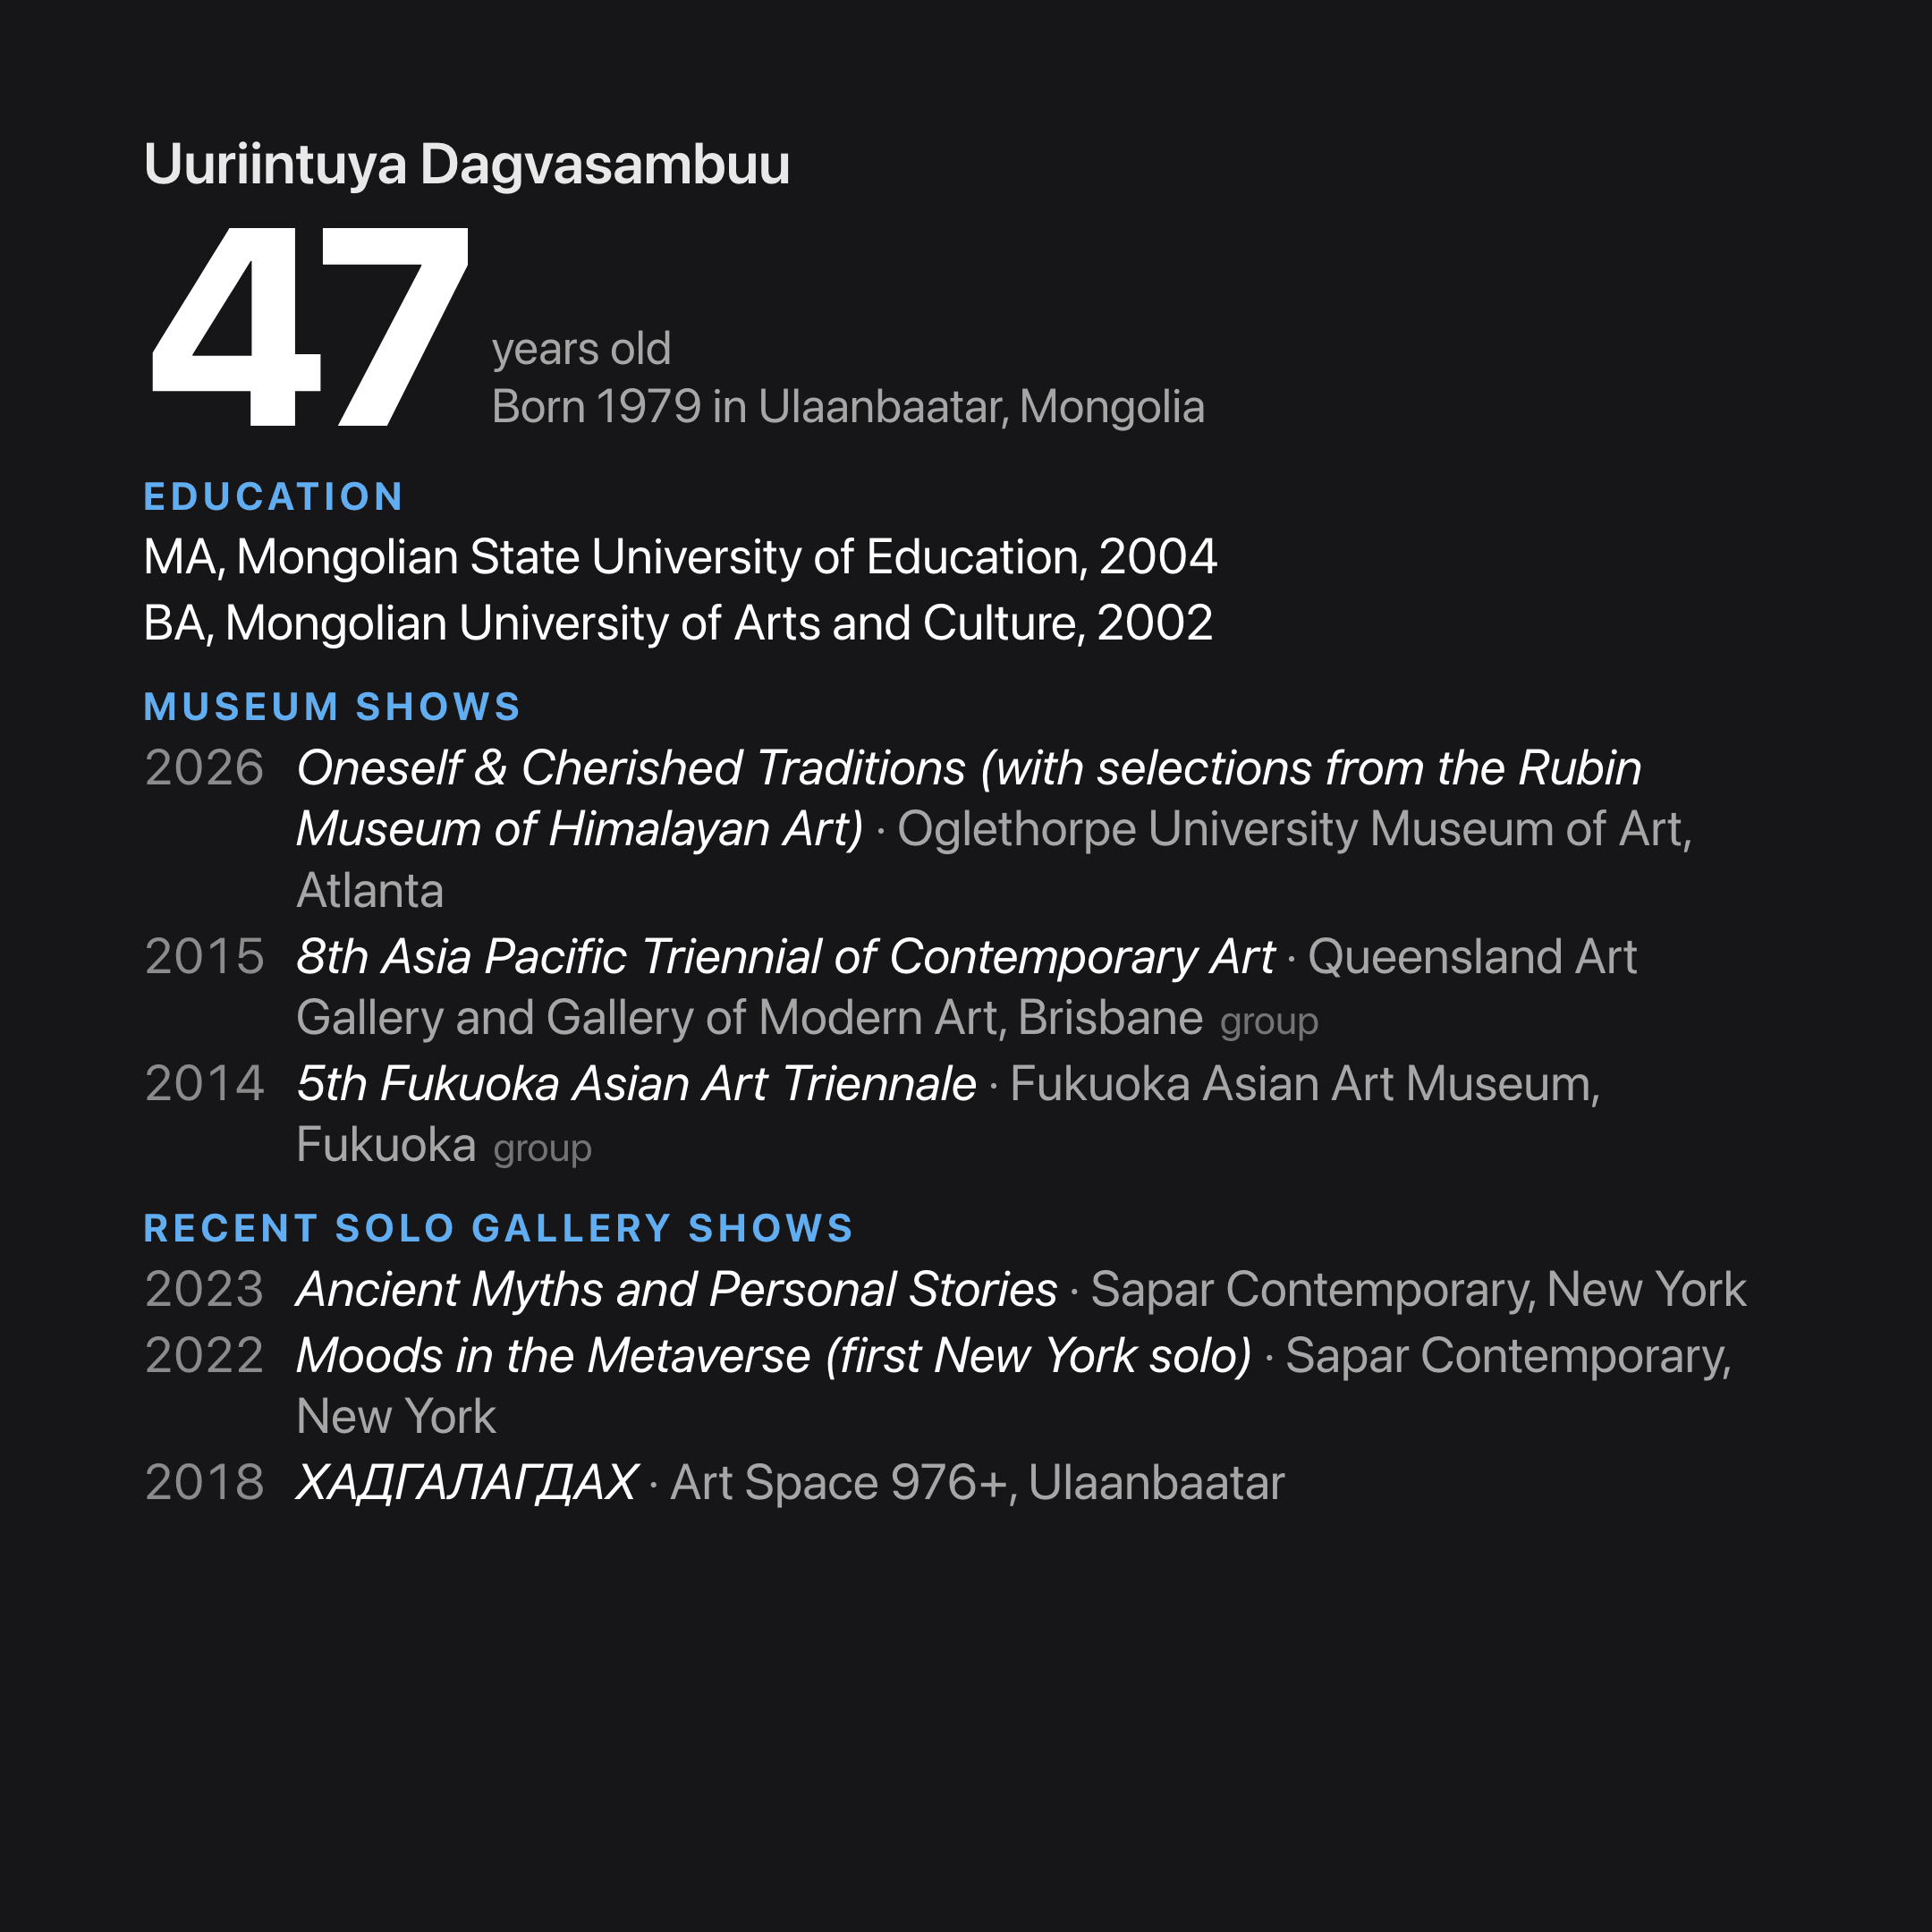 Uuriintuya Dagvasambuu
47
years old
Born 1979 in Ulaanbaatar, Mongolia
EDUCATION
MA, Mongolian State University of Education, 2004
BA, Mongolian University of Arts and Culture, 2002
MUSEUM SHOWS
2026 Oneself & Cherished Traditions (with selections from the Rubin
Museum of Himalayan Art) · Oglethorpe University Museum of Art,
Atlanta
2015 8th Asia Pacific Triennial of Contemporary Art · Queensland Art
Gallery and Gallery of Modern Art, Brisbane group
2014 5th Fukuoka Asian Art Triennale · Fukuoka Asian Art Museum,
Fukuoka group
RECENT SOLO GALLERY SHOWS
2023 Ancient Myths and Personal Stories · Sapar Contemporary, New York
2022 Moods in the Metaverse (first New York solo) · Sapar Contemporary,
New York
2018 ХАДГАЛАГДАХ · Art Space 976+, Ulaanbaatar